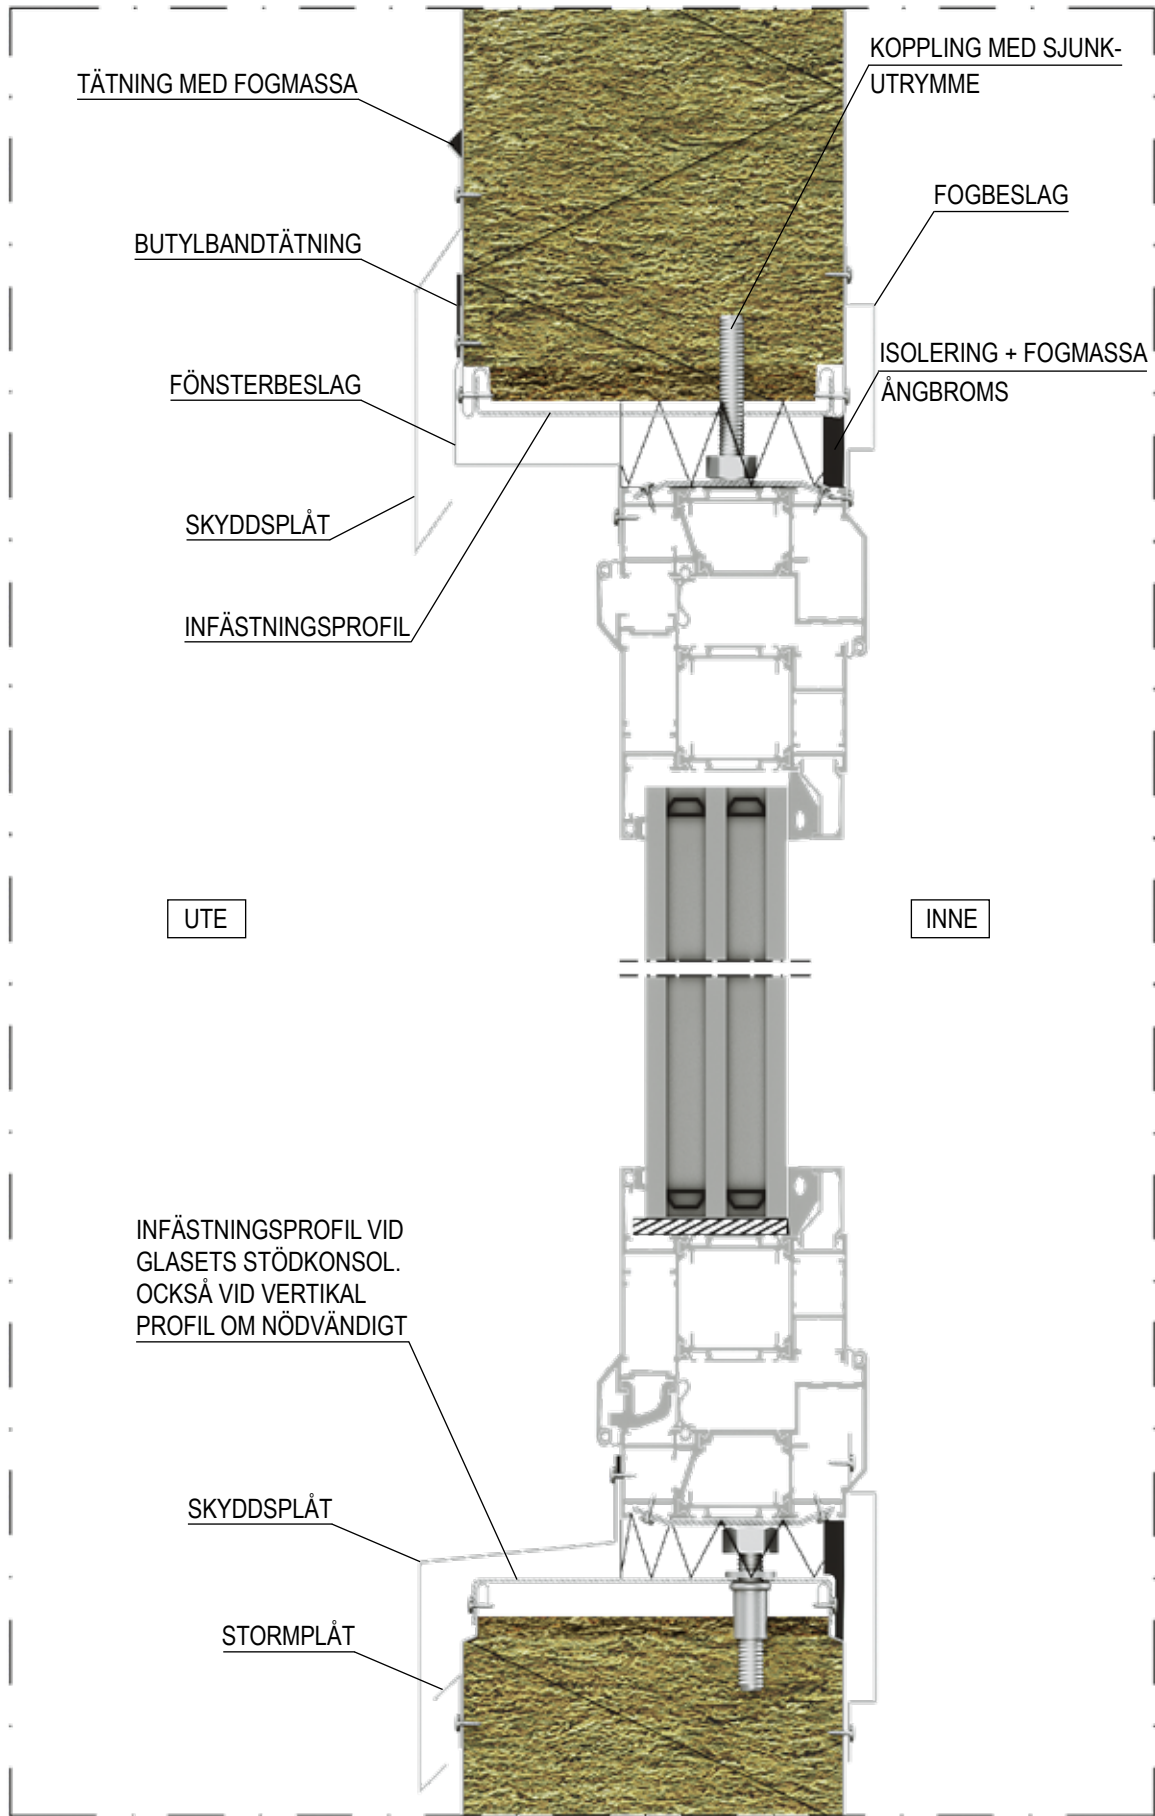 KOPPLING MED SJUNK-
UTRYMME
TÄTNING MED FOGMASSA
FOGBESLAG
BUTYLBANDTÄTNING
ISOLERING + FOGMASSA
ÅNGBROMS
FÖNSTERBESLAG
SKYDDSPLÅT
INFÄSTNINGSPROFIL
UTE
INNE
INFÄSTNINGSPROFIL VID
GLASETS STÖDKONSOL.
OCKSÅ VID VERTIKAL
PROFIL OM NÖDVÄNDIGT
SKYDDSPLÅT
STORMPLÅT